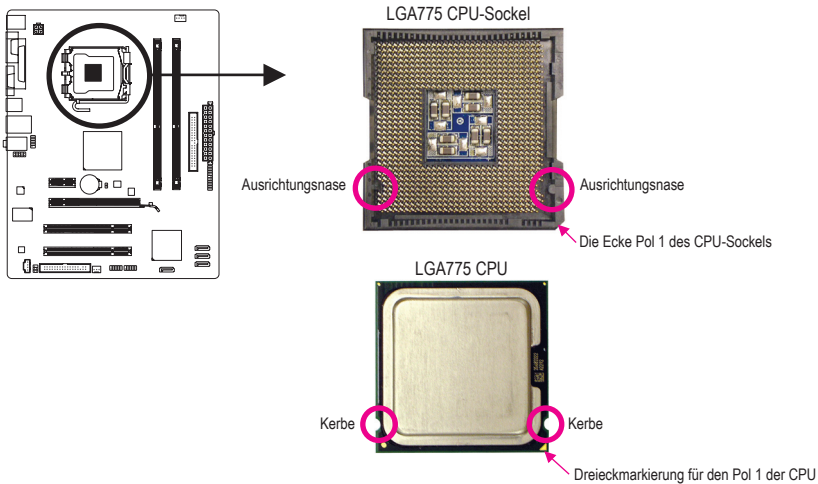 LGA775 CPU-Sockel
Ausrichtungsnase
Ausrichtungsnase
Die Ecke Pol 1 des CPU-Sockels
LGA775 CPU
Kerbe
Kerbe
Dreieckmarkierung für den Pol 1 der CPU